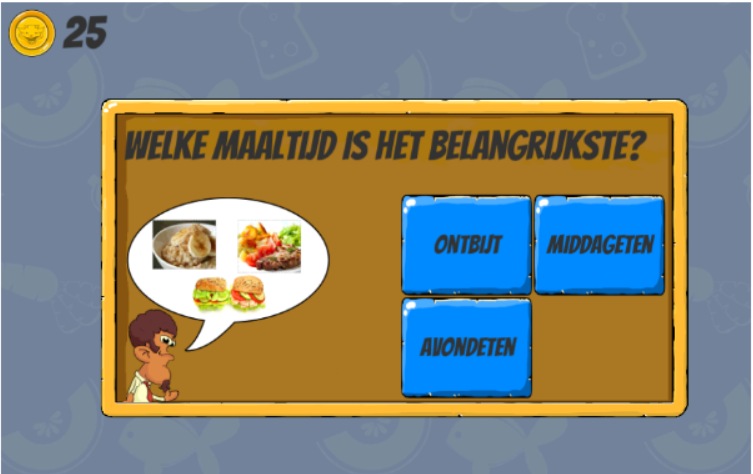 25
WELKE MAALTIJD IS HET BELANGRIJKSTE?
ONTBIJT
MIDDAGETEN
AVONDETEN